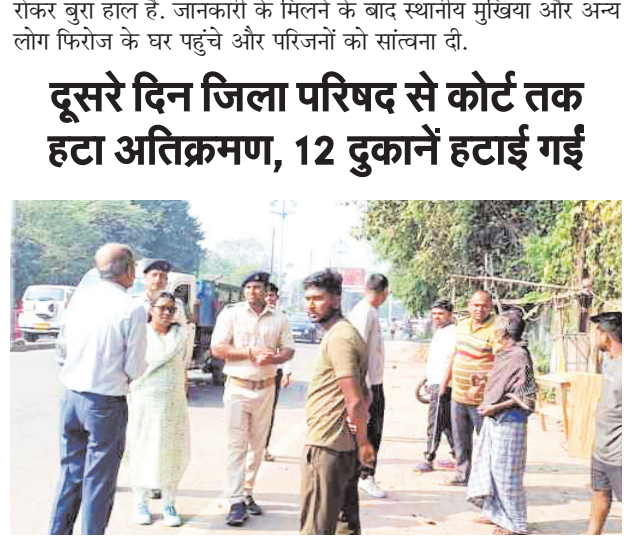 रोकर बुरा हाल है. जानकारी के मिलने के बाद स्थानीय मुखिया और अन्य
लोग फिरोज के घर पहुंचे और परिजनों को सांत्वना दी.
दूसरे दिन जिला परिषद से कोर्ट तक
हटा अतिक्रमण, 12 दुकानें हटाई गईं